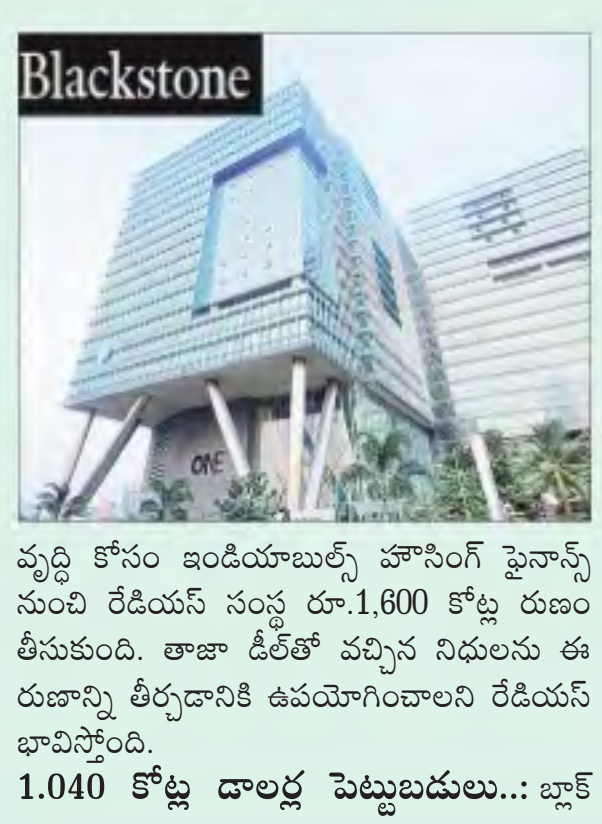 Blackstone
ONE
వృద్ధి కోసం ఇండియాబుల్స్ హౌసింగ్ ఫైనాన్స్
నుంచి రేడియస్ సంస్థ రూ.1,600 కోట్ల రుణం
తీసుకుంది. తాజా డీల్‌తో వచ్చిన నిధులను ఈ
రుణాన్ని తీర్చడానికి ఉపయోగించాలని రేడియస్
భావిస్తోంది.
1.040 కోట్ల డాలర్ల పెట్టుబడులు..: బ్లాక్